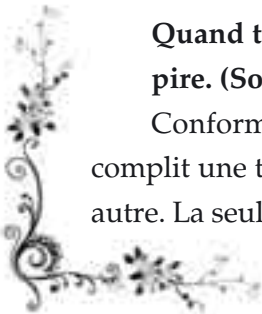 Quand t
pire. (So
Conform
complit une t
autre. La seul